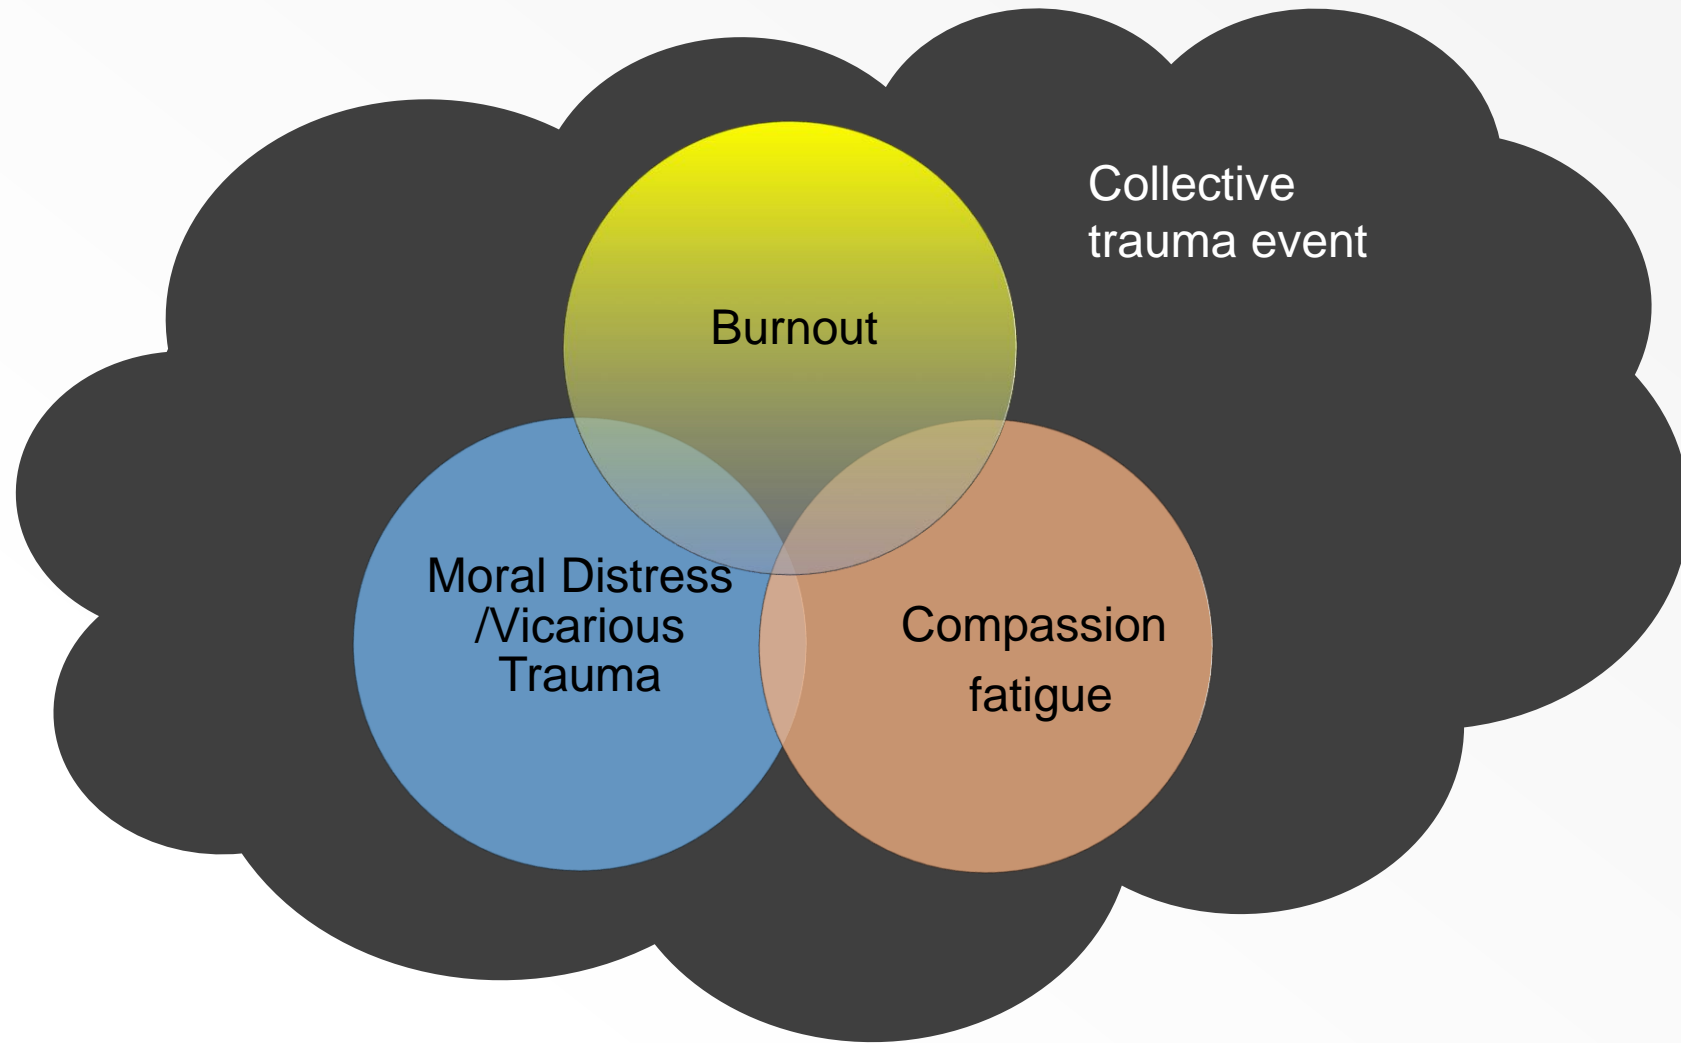 Collective
trauma event
Burnout
Moral Distress
/Vicarious
Trauma
Compassion
fatigue